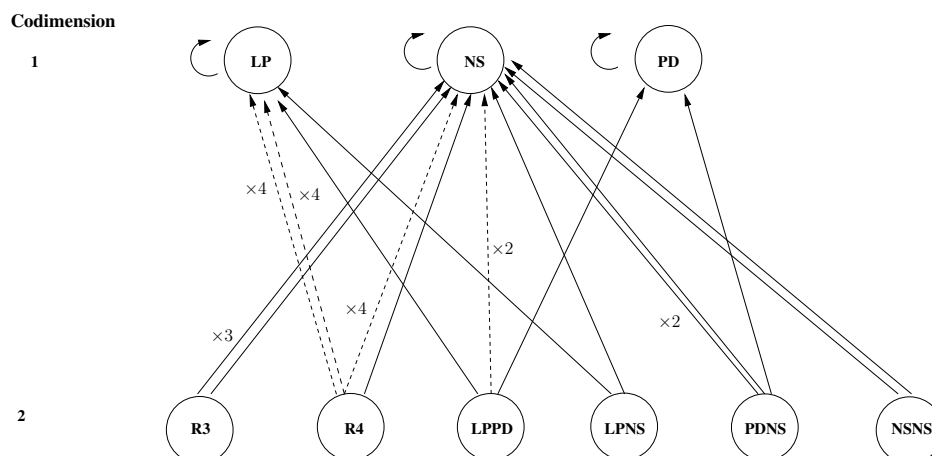 Codimension
1 LP NS PD
×4 ×4
×2
×4 ×2
×3
2 R3 R4 LPPD LPNS PDNS NSNS